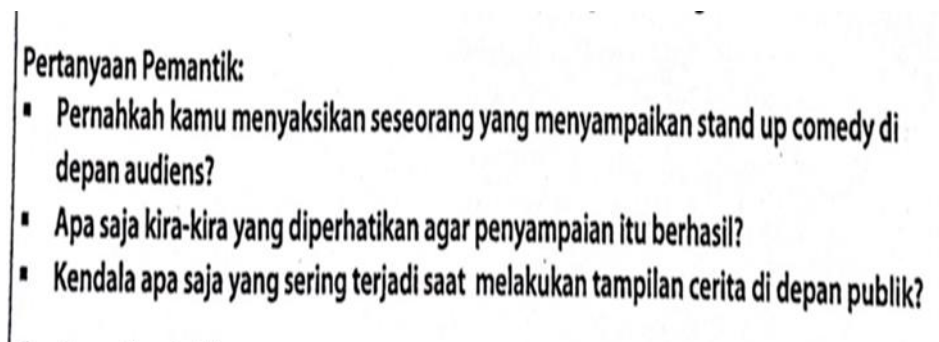 Pertanyaan Pemantik:
▪ Pernahkah kamu menyaksikan seseorang yang menyampaikan stand up comedy di
depan audiens?
▪ Apa saja kira-kira yang diperhatikan agar penyampaian itu berhasil?
▪ Kendala apa saja yang sering terjadi saat melakukan tampilan cerita di depan publik?